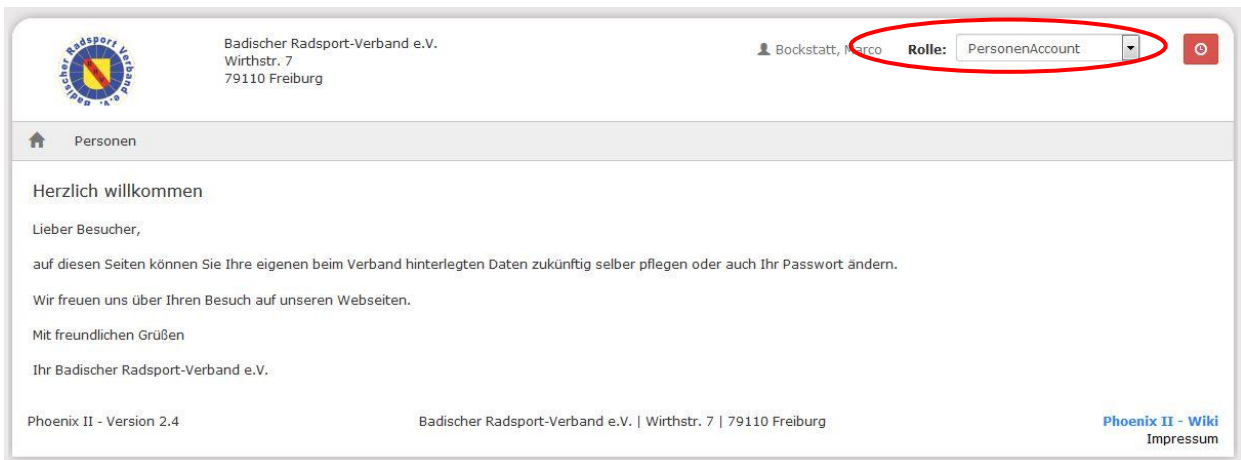 Badischer Radsport-Verband e.V.
Wirthstr. 7
79110 Freiburg
Bockstatt, Marco Rolle: PersonenAccount
Radsport Verband
e.V.
Badischer
Personen
Herzlich willkommen
Lieber Besucher,
auf diesen Seiten können Sie Ihre eigenen beim Verband hinterlegten Daten zukünftig selber pflegen oder auch Ihr Passwort ändern.
Wir freuen uns über Ihren Besuch auf unseren Webseiten.
Mit freundlichen Grüßen
Ihr Badischer Radsport-Verband e.V.
Phoenix II - Version 2.4
Badischer Radsport-Verband e.V. | Wirthstr. 7 | 79110 Freiburg
Phoenix II - Wiki
Impressum